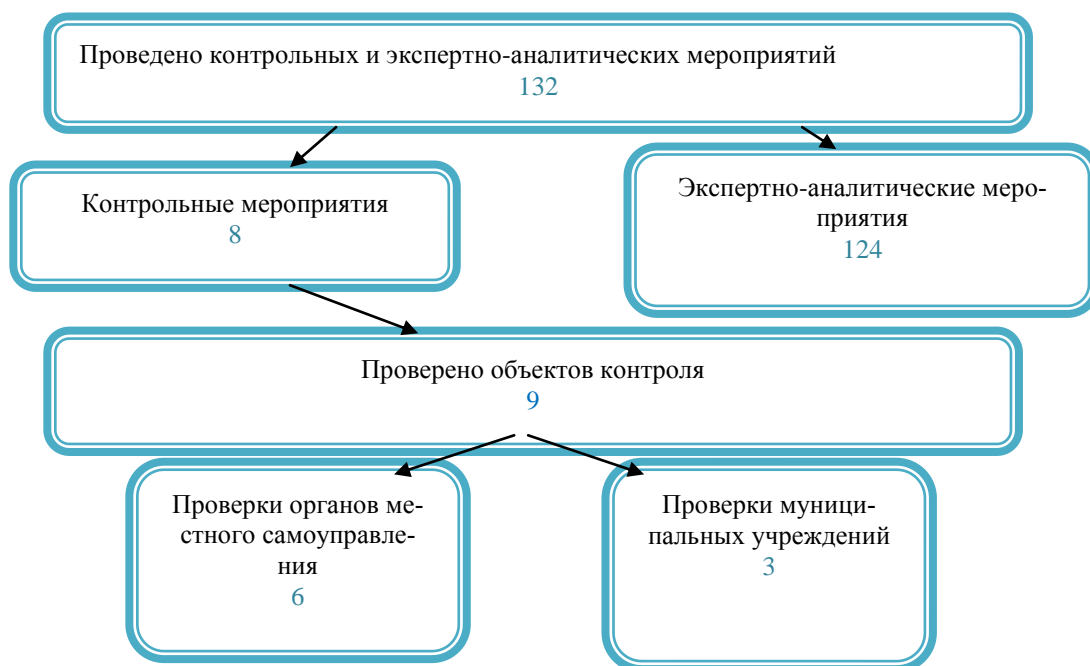 Проведено контрольных и экспертно-аналитических мероприятий
132
Контрольные мероприятия
8
Экспертно-аналитические меро-
приятия
124
Проверено объектов контроля
9
Проверки органов ме-
стного самоуправле-
ния
6
Проверки муници-
пальных учреждений
3